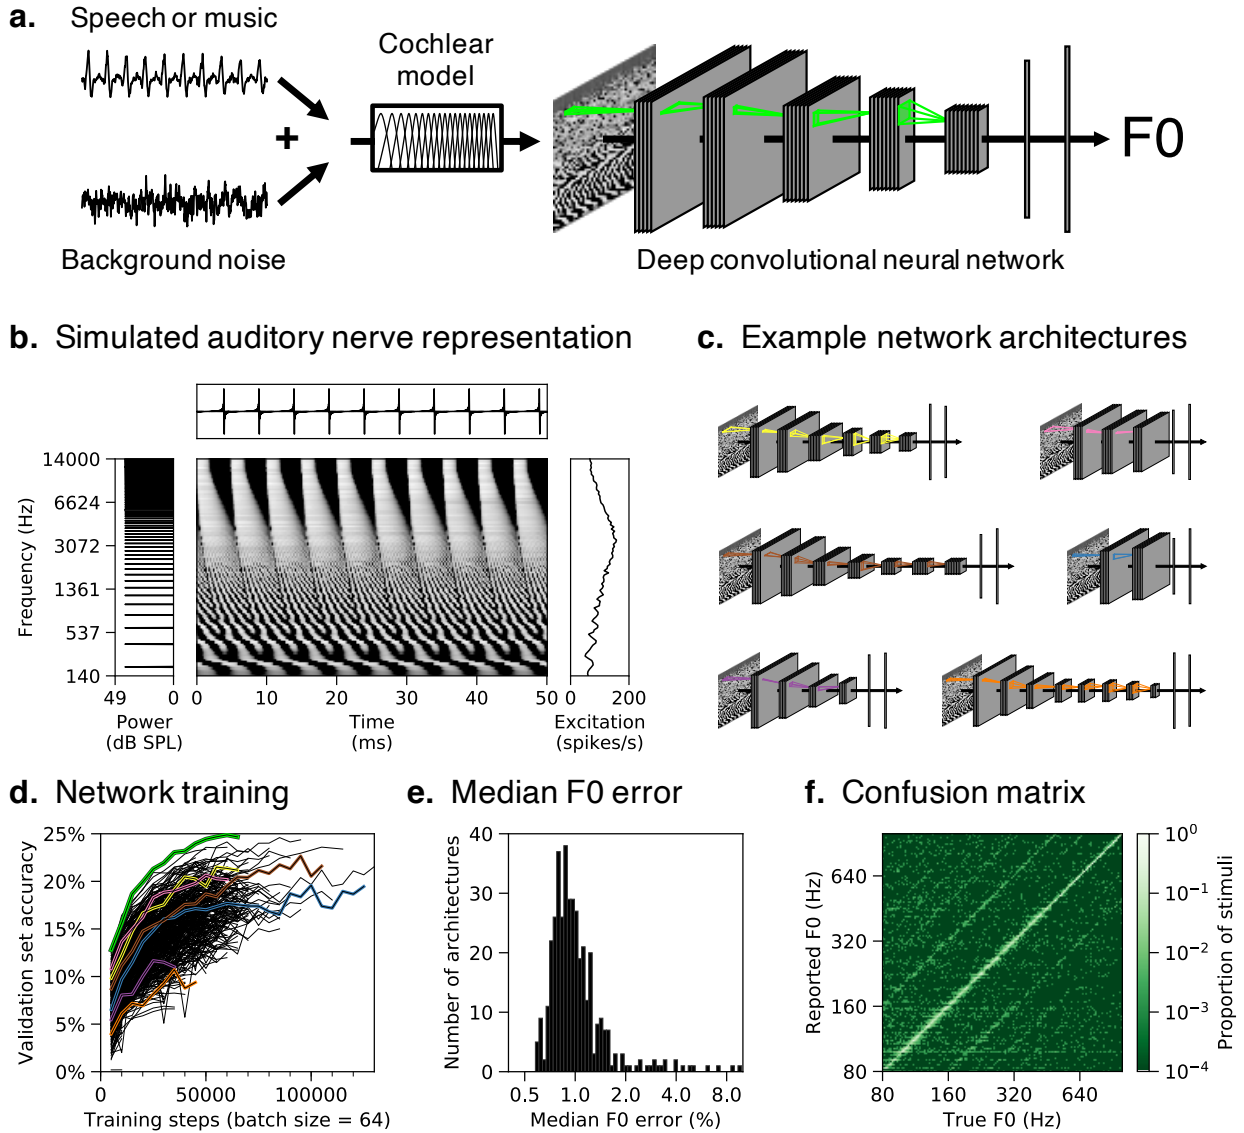 a. Speech or music
Cochlear
model
+
F0
Background noise
Deep convolutional neural network
b. Simulated auditory nerve representation
c. Example network architectures
14000
6624
3072
1361
537
140
Frequency (Hz)
49 0
Power
(dB SPL)
0 10 20 30 40 50
Time
(ms)
0 200
Excitation
(spikes/s)
d. Network training
25%
20%
15%
10%
5%
0%
Validation set accuracy
0 50000 100000
Training steps (batch size = 64)
e. Median F0 error
40
30
20
10
0
Number of architectures
0.5 1.0 2.0 4.0 8.0
Median F0 error (%)
f. Confusion matrix
640
320
160
80
Reported F0 (Hz)
80 160 320 640
True F0 (Hz)
10⁰
10⁻¹
10⁻²
10⁻³
10⁻⁴
Proportion of stimuli